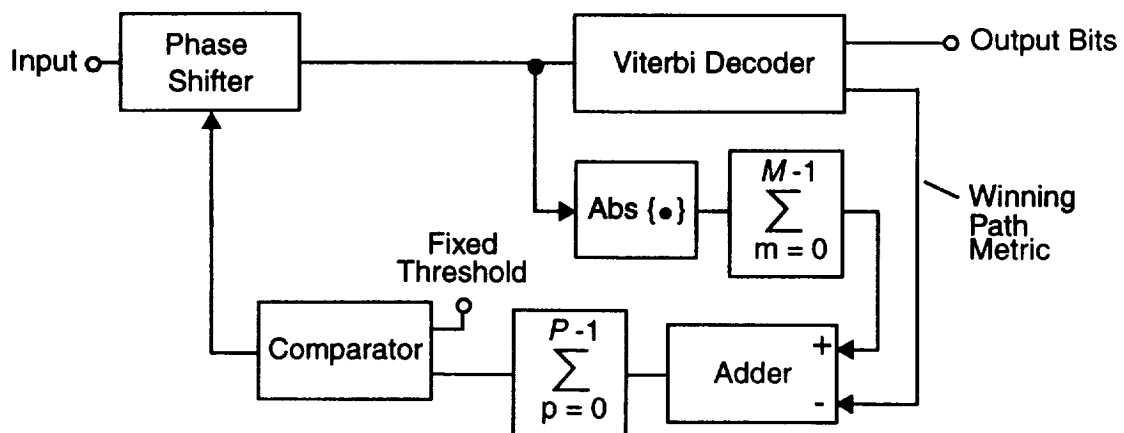 Input
Phase
Shifter
Viterbi Decoder
Output Bits
Abs {•}
M -1
∑
m = 0
Winning
Path
Metric
Fixed
Threshold
Comparator
P -1
∑
p = 0
Adder
+
-